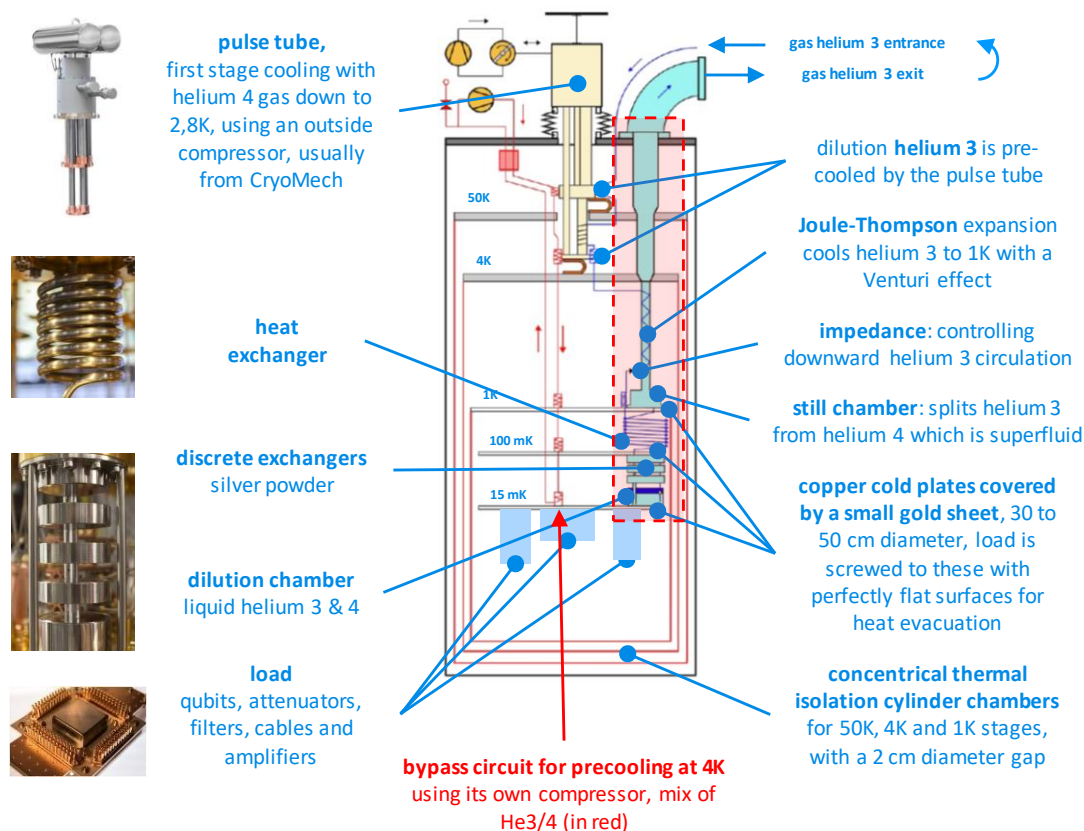 pulse tube,
first stage cooling with
helium 4 gas down to
2,8K, using an outside
compressor, usually
from CryoMech
gas helium 3 entrance
gas helium 3 exit
dilution helium 3 is pre-
cooled by the pulse tube
Joule-Thompson expansion
cools helium 3 to 1K with a
Venturi effect
impedance: controlling
downward helium 3 circulation
still chamber: splits helium 3
from helium 4 which is superfluid
copper cold plates covered
by a small gold sheet, 30 to
50 cm diameter, load is
screwed to these with
perfectly flat surfaces for
heat evacuation
concentrical thermal
isolation cylinder chambers
for 50K, 4K and 1K stages,
with a 2 cm diameter gap
50K
4K
1K
100 mK
15 mK
heat
exchanger
discrete exchangers
silver powder
dilution chamber
liquid helium 3 & 4
load
qubits, attenuators,
filters, cables and
amplifiers
bypass circuit for precooling at 4K
using its own compressor, mix of
He3/4 (in red)